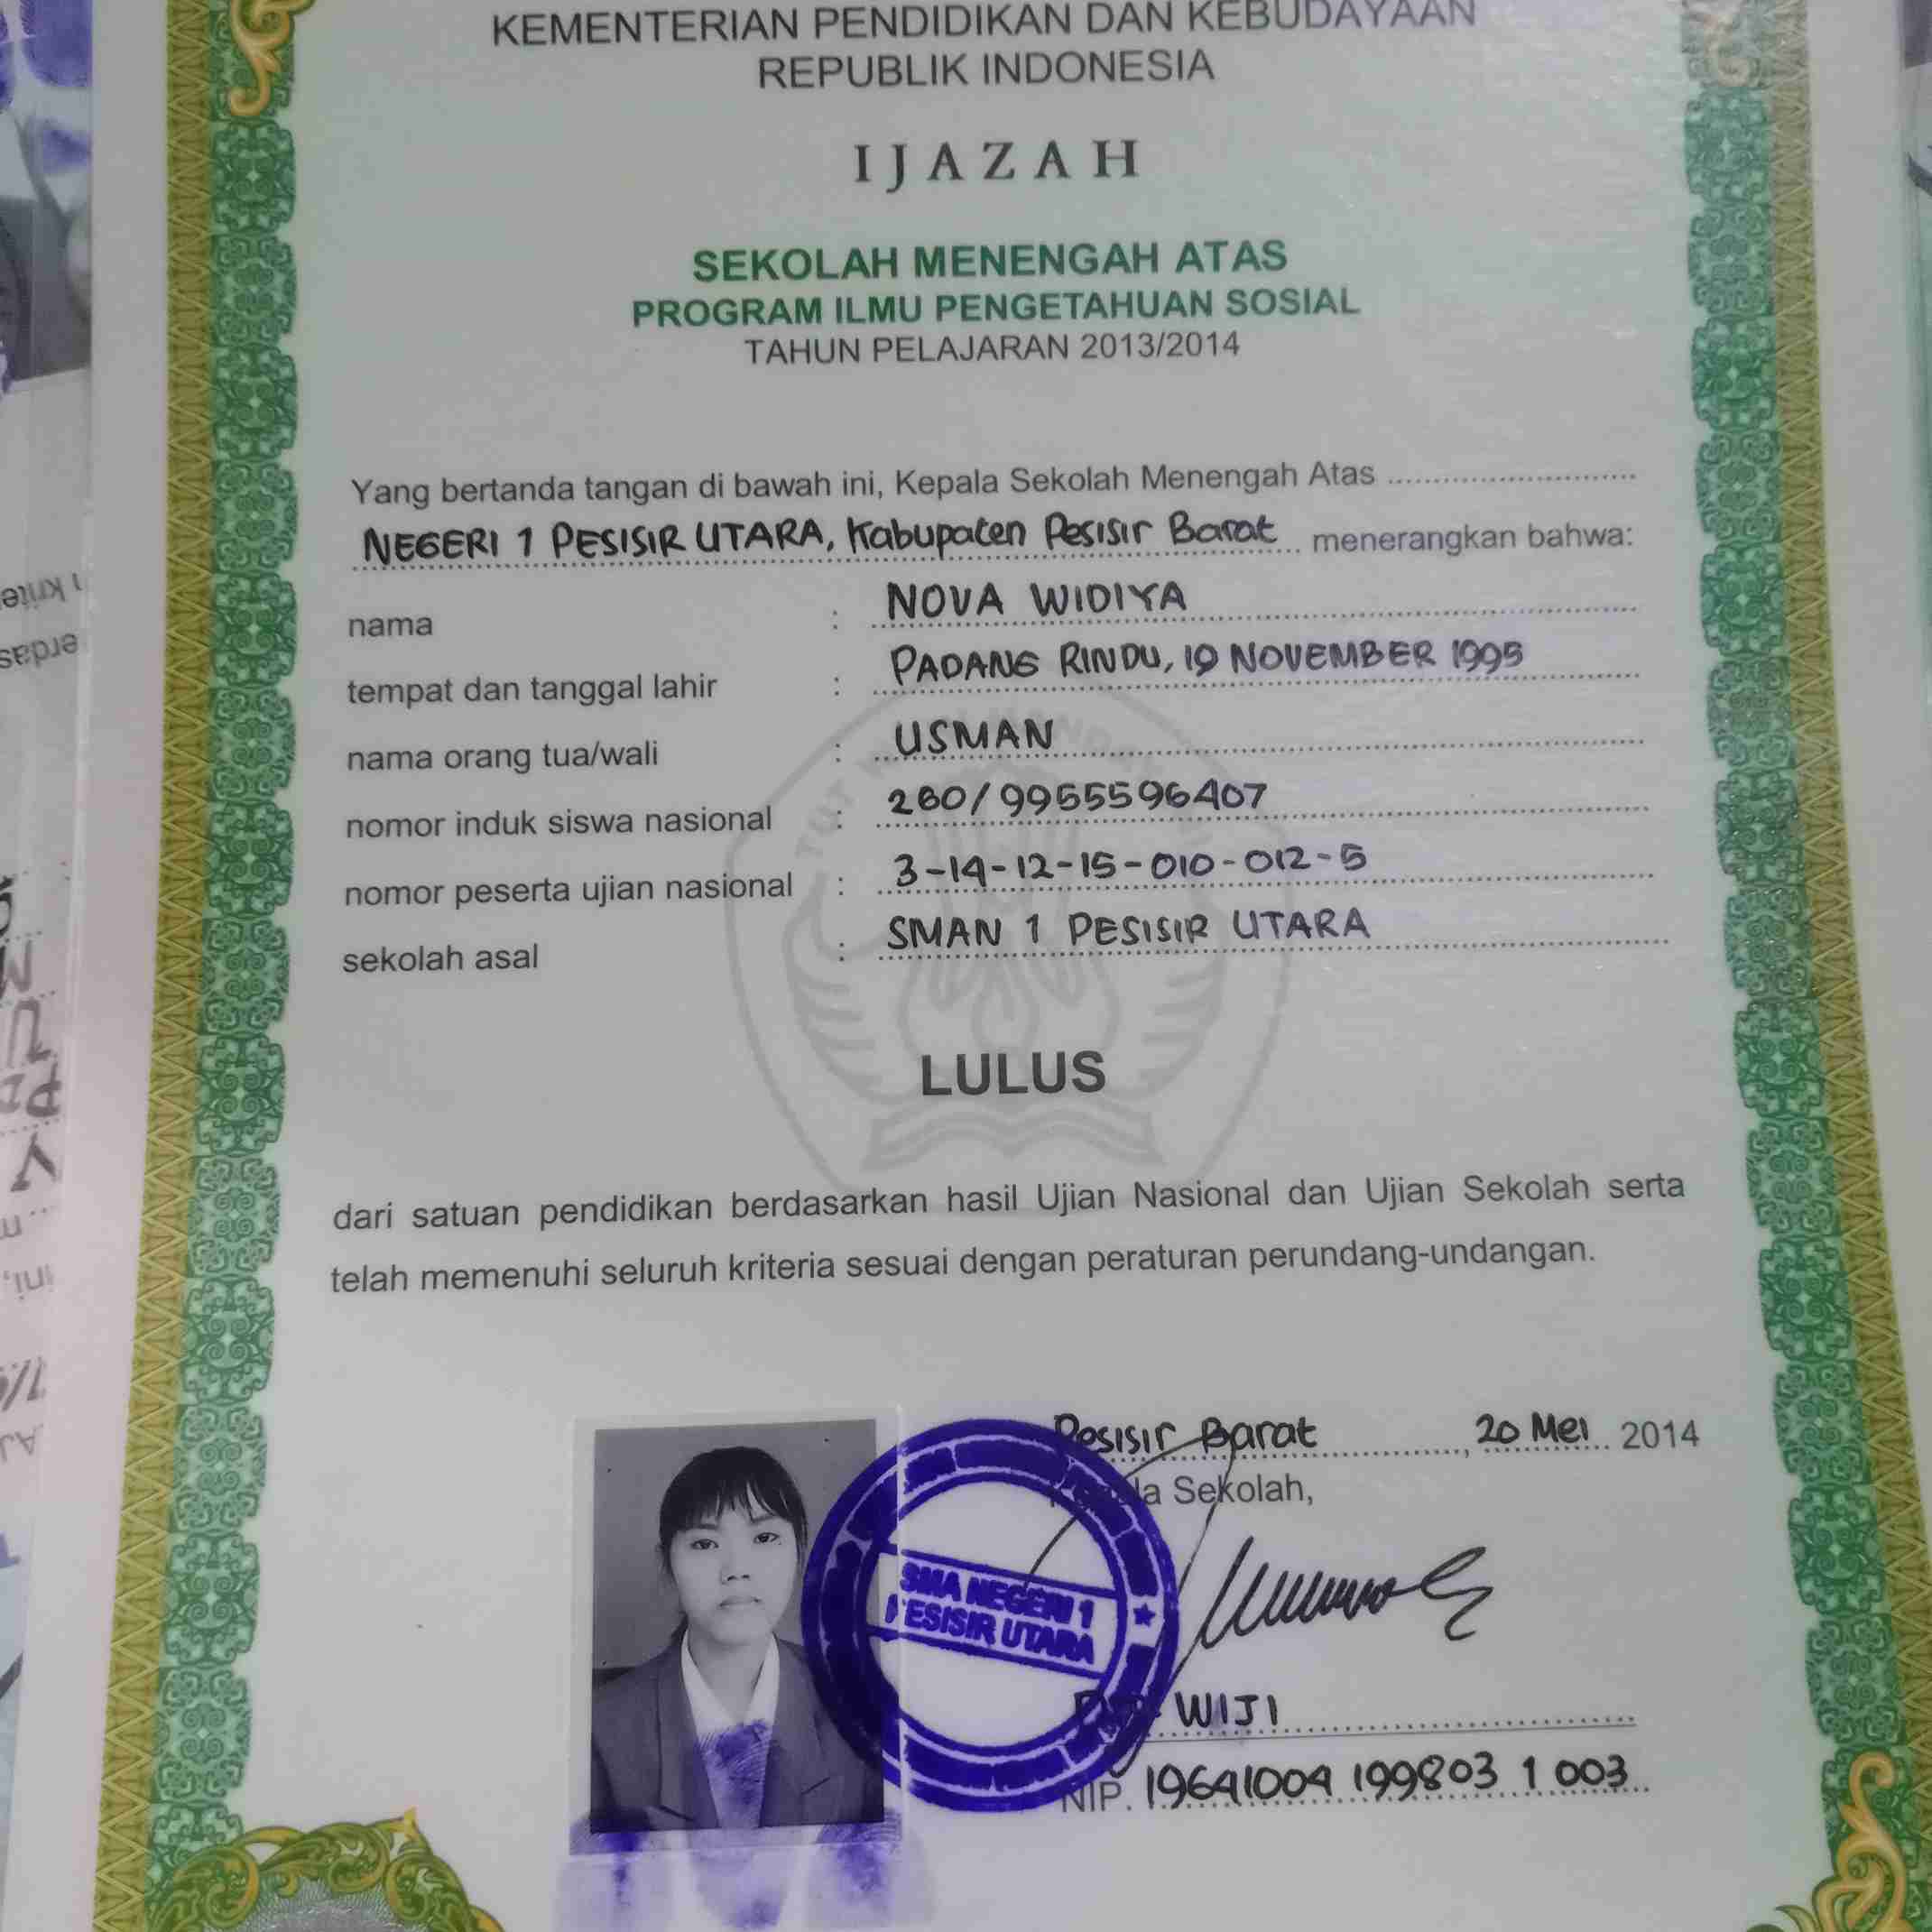 KEMENTERIAN PENDIDIKAN DAN KEBUDAYAAN
REPUBLIK INDONESIA
IJAZAH
SEKOLAH MENENGAH ATAS
PROGRAM ILMU PENGETAHUAN SOSIAL
TAHUN PELAJARAN 2013/2014
Yang bertanda tangan di bawah ini, Kepala Sekolah Menengah Atas
NEGERI 1 PESISIR UTARA, Kabupaten Pesisir Barat menerangkan bahwa:
nama : NOVA WIDIYA
tempat dan tanggal lahir : PADANG RINDU, 19 NOVEMBER 1995
nama orang tua/wali : USMAN
nomor induk siswa nasional : 260/9955596407
nomor peserta ujian nasional : 3-14-12-15-010-012-5
sekolah asal : SMAN 1 PESISIR UTARA
LULUS
dari satuan pendidikan berdasarkan hasil Ujian Nasional dan Ujian Sekolah serta
telah memenuhi seluruh kriteria sesuai dengan peraturan perundang-undangan.
Pesisir Barat, 20 Mei 2014
Kepala Sekolah,
SMA NEGERI 1
PESISIR UTARA
WIJI
NIP. 19641004 199803 1 003